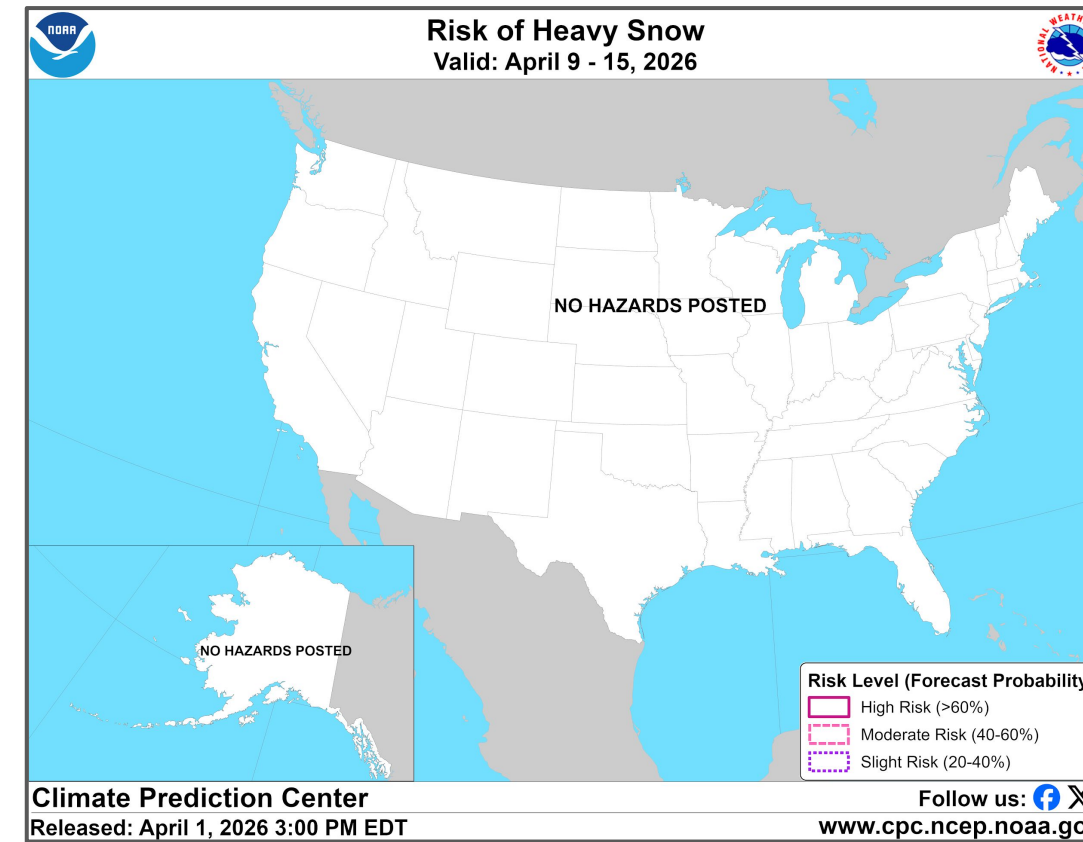 NOAA
Risk of Heavy Snow
Valid: April 9 - 15, 2026
NO HAZARDS POSTED
NO HAZARDS POSTED
Risk Level (Forecast Probability
High Risk (>60%)
Moderate Risk (40-60%)
Slight Risk (20-40%)
Climate Prediction Center
Follow us:
Released: April 1, 2026 3:00 PM EDT
www.cpc.ncep.noaa.go